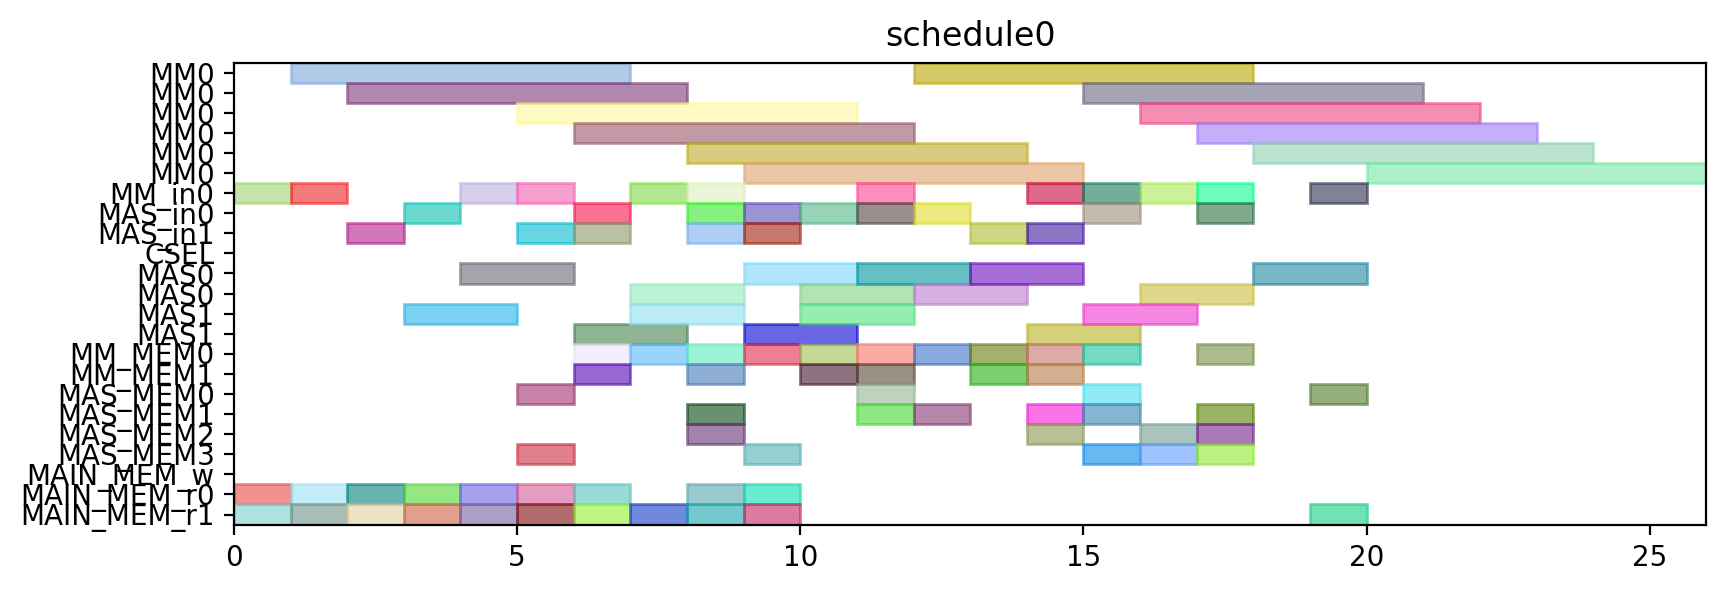 schedule0
MM0
MM0
MM0
MM0
MM0
MM0
MM_in0
MAS_in0
MAS_in1
CSEL
MAS0
MAS0
MAS1
MAS1
MM_MEM0
MM_MEM1
MAS_MEM0
MAS_MEM1
MAS_MEM2
MAS_MEM3
MAIN_MEM_w
MAIN_MEM_r0
MAIN_MEM_r1
0 5 10 15 20 25